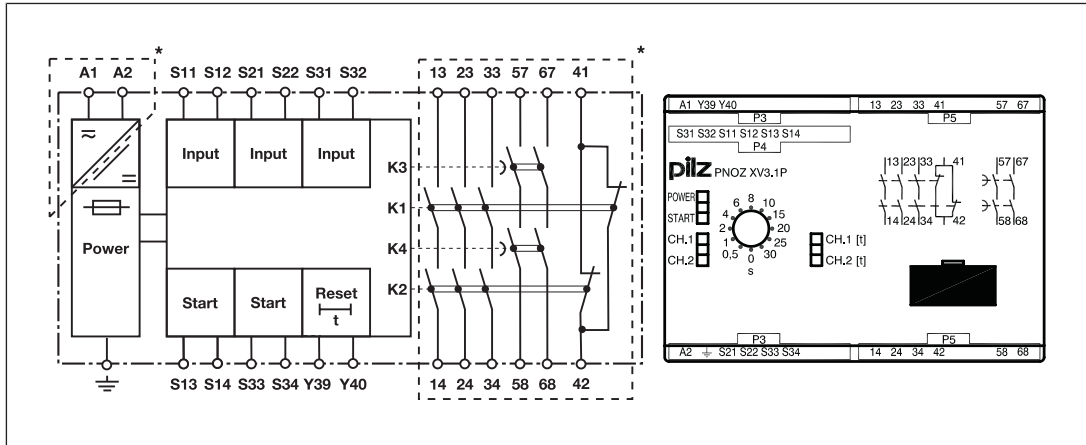 *
*
A1 A2 S11 S12 S21 S22 S31 S32 13 23 33 57 67 41
Input Input Input
K3
K1
Power
K4
Start Start Reset
t
K2
S13 S14 S33 S34 Y39 Y40 14 24 34 58 68 42
A1 Y39 Y40
13 23 33 41 57 67
P3
P5
S31 S32 S11 S12 S13 S14
P4
pilz PNOZ XV3.1P
POWER
START
CH.1
CH.2
0 0,5 1 2 4 6 8 10 15 20 25 30
s
CH.1 [t]
CH.2 [t]
13 23 33 41 57 67
14 24 34 42 58 68
P3
P5
A2 S21 S22 S33 S34
14 24 34 42 58 68